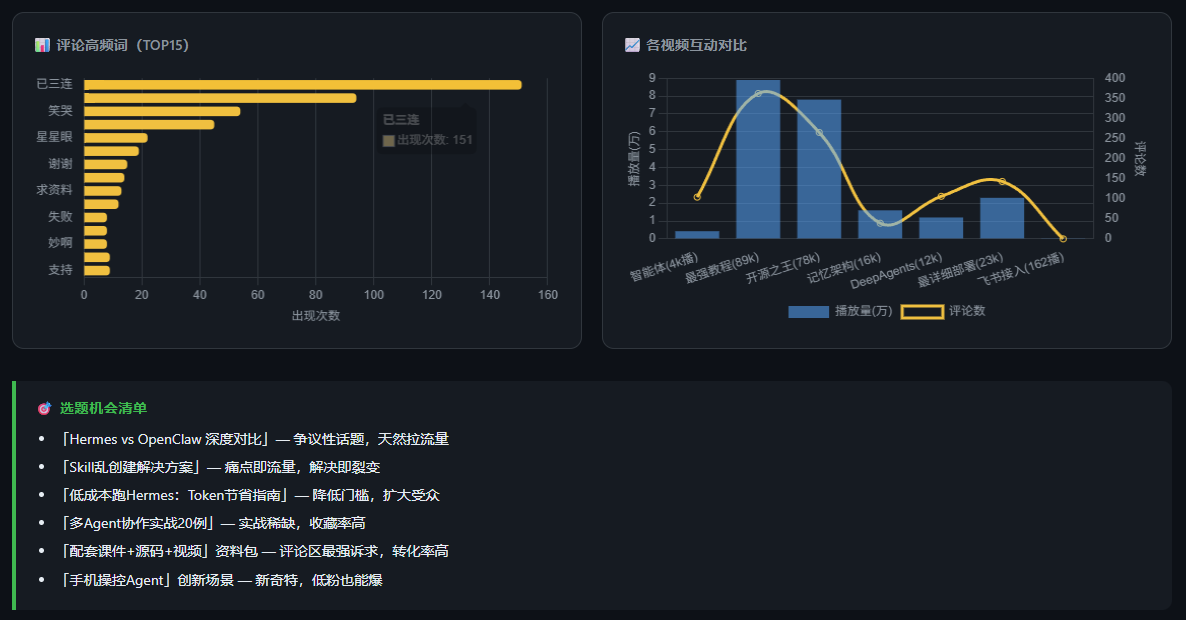 📊 评论高频词（TOP15）
已三连
笑哭
星星眼
谢谢
求资料
失败
妙啊
支持
已三连
出现次数: 151
0 20 40 60 80 100 120 140 160
出现次数
📈 各视频互动对比
播放量(万)
9
8
7
6
5
4
3
2
1
0
400
350
300
250
200
150
100
50
0
评论数
智能体(4k播)
最强教程(89k)
开源之王(78k)
记忆架构(16k)
DeepAgents(12k)
最详细部署(23k)
飞书接入(162播)
播放量(万) 评论数
🎯 选题机会清单
• 「Hermes vs OpenClaw 深度对比」— 争议性话题，天然拉流量
• 「Skill乱创建解决方案」— 痛点即流量，解决即裂变
• 「低成本跑Hermes：Token节省指南」— 降低门槛，扩大受众
• 「多Agent协作实战20例」— 实战稀缺，收藏率高
• 「配套课件+源码+视频」资料包 — 评论区最强诉求，转化率高
• 「手机操控Agent」创新场景 — 新奇特，低粉也能爆